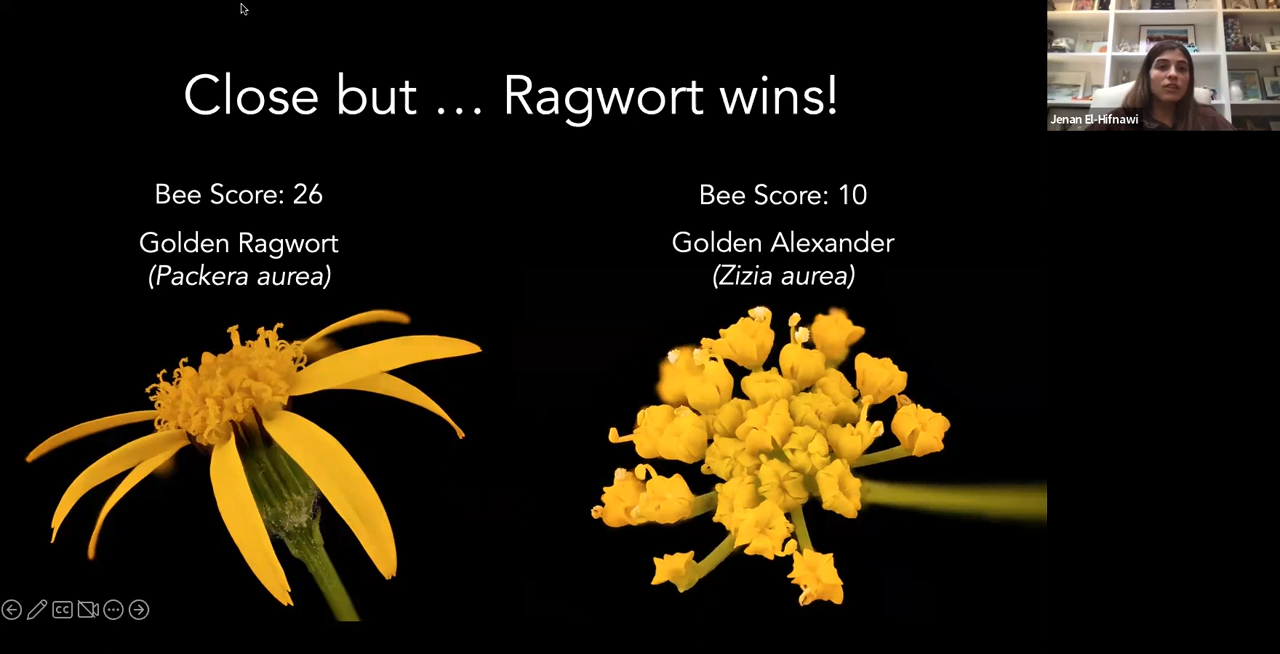 Close but … Ragwort wins!
Bee Score: 26
Golden Ragwort
(Packera aurea)
Bee Score: 10
Golden Alexander
(Zizia aurea)
Jenan El-Hifnawi
CC